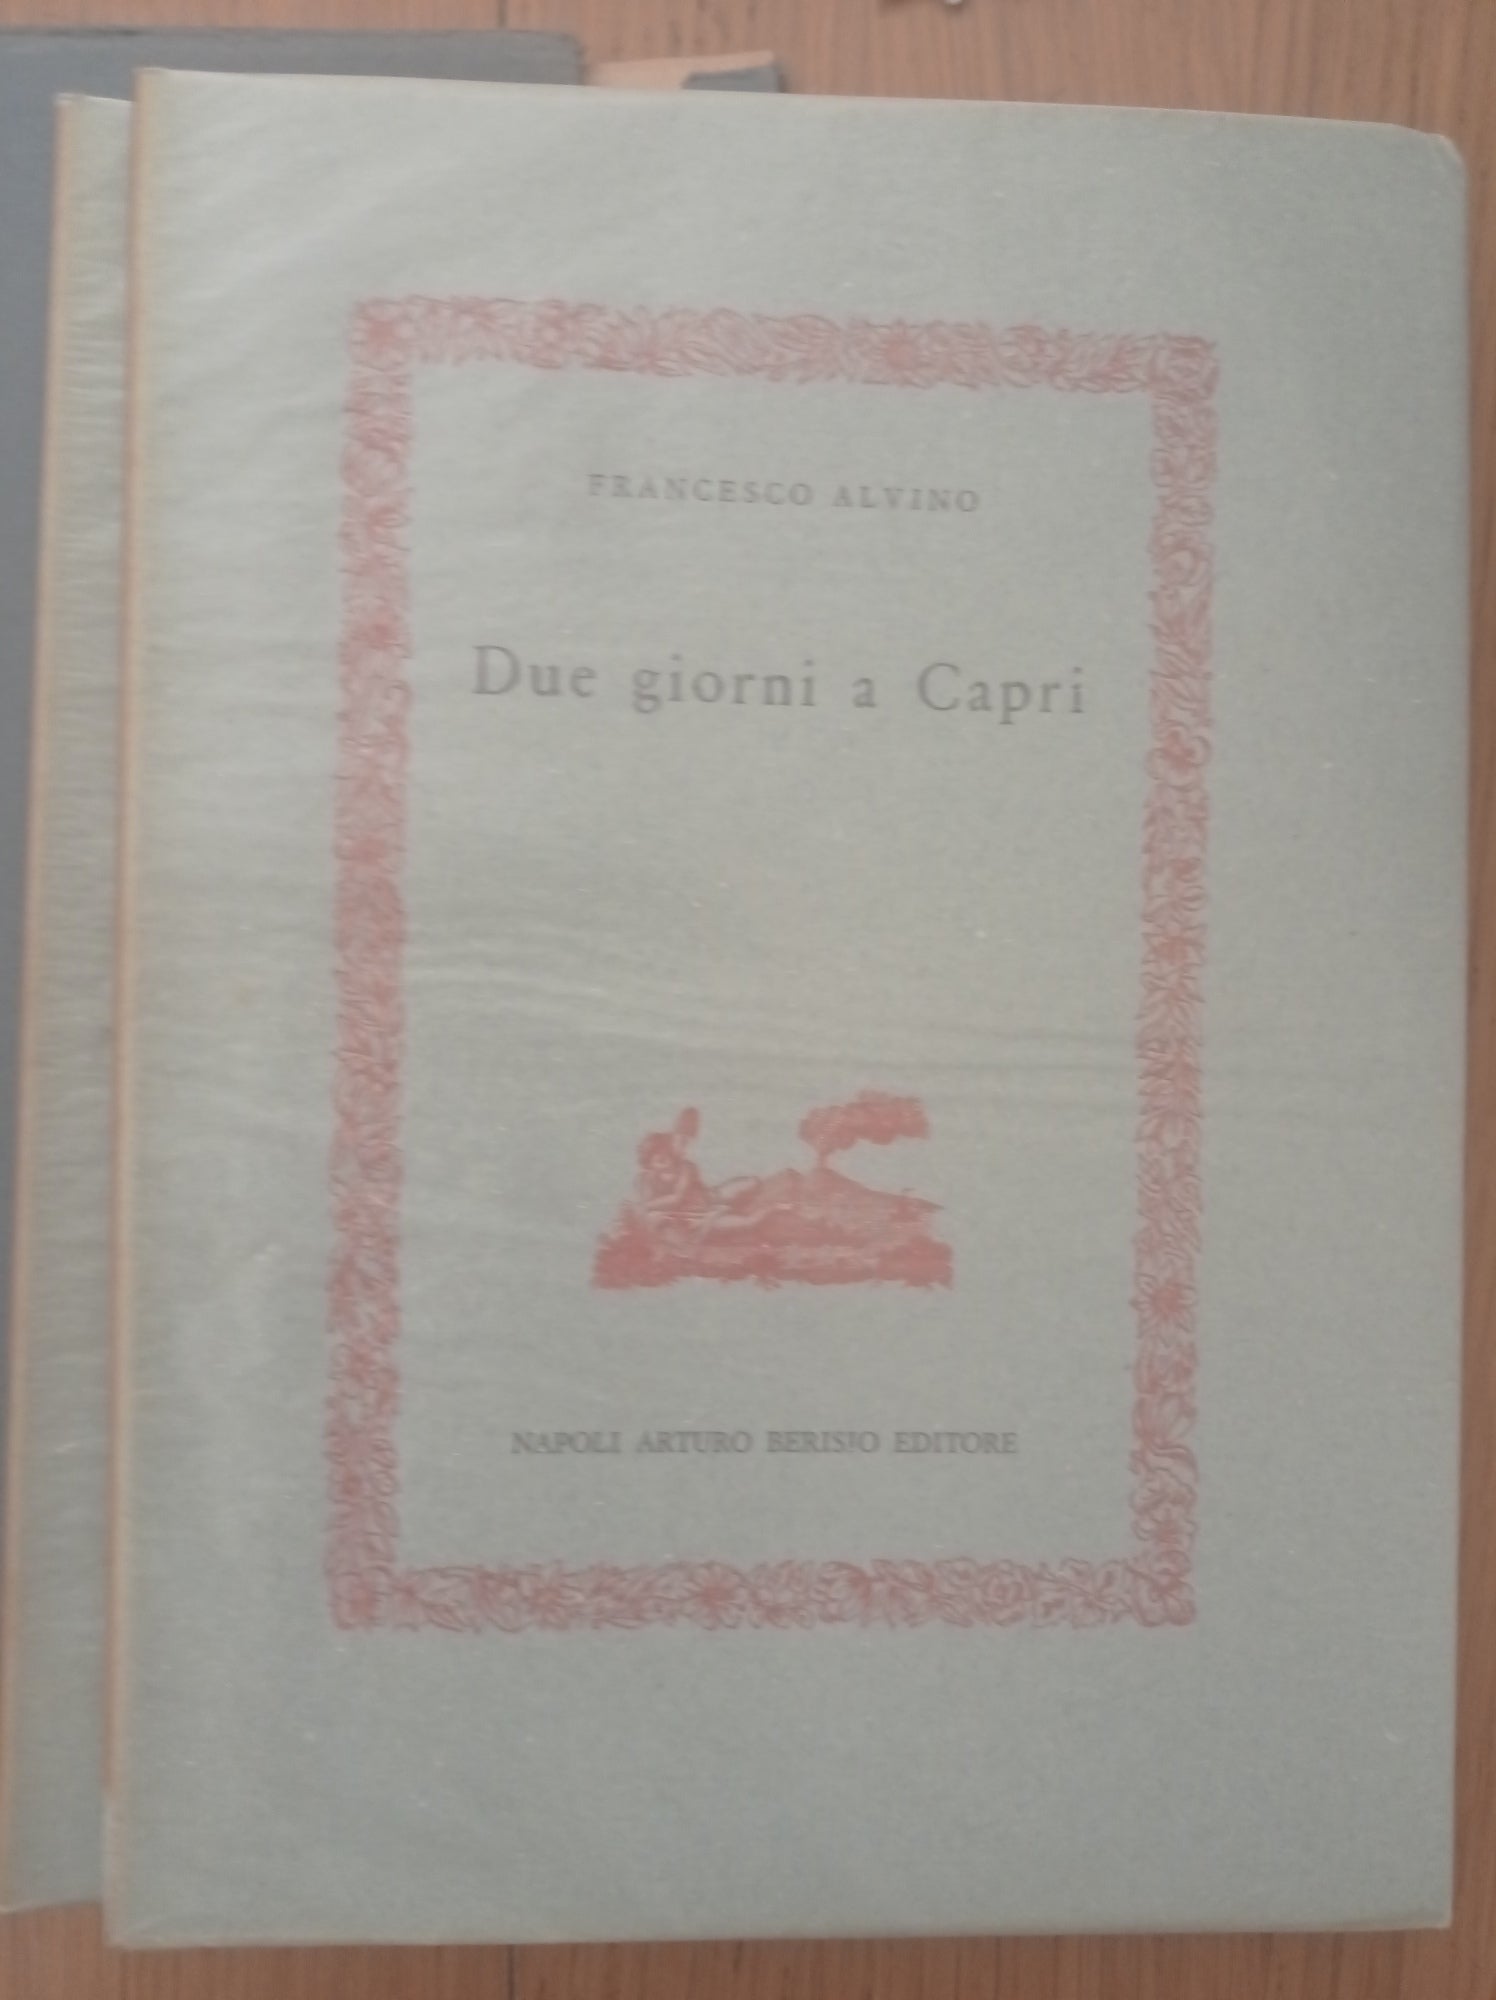 FRANCESCO ALVINO
Due giorni a Capri
NAPOLI ARTURO BERISIO EDITORE